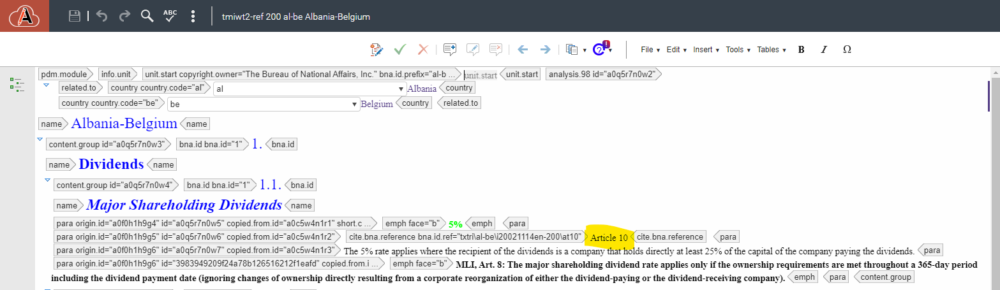 A ABC tmiwt2-ref 200 al-be Albania-Belgium
File Edit Insert Tools Tables B I Ω
pdm.module info.unit unit.start copyright.owner="The Bureau of National Affairs, Inc." bna.id.prefix="al-b ... unit.start unit.start analysis.98 id="a0q5r7n0w2"
related.to country country.code="al" al Albania country
country country.code="be" be Belgium country related.to
name Albania-Belgium name
content.group id="a0q5r7n0w3" bna.id bna.id="1" 1. bna.id
name Dividends name
content.group id="a0q5r7n0w4" bna.id bna.id="1" 1.1. bna.id
name Major Shareholding Dividends name
para origin.id="a0f0h1h9g4" id="a0q5r7n0w5" copied.from.id="a0c5w4n1r1" short.c ... emph face="b" 5% emph para
para origin.id="a0f0h1h9g5" id="a0q5r7n0w6" copied.from.id="a0c5w4n1r2" cite.bna.reference bna.id.ref="txtri\al-be\i20021114en-200\at10" Article 10 cite.bna.reference para
para origin.id="a0f0h1h9g6" id="a0q5r7n0w7" copied.from.id="a0c5w4n1r3" The 5% rate applies where the recipient of the dividends is a company that holds directly at least 25% of the capital of the company paying the dividends. para
para origin.id="a0f0h1h9g6" id="3983949209f24a78b126516212f1eafd" copied.from.i ... emph face="b" MLI, Art. 8: The major shareholding dividend rate applies only if the ownership requirements are met throughout a 365-day period
including the dividend payment date (ignoring changes of ownership directly resulting from a corporate reorganization of either the dividend-paying or the dividend-receiving company). emph para content.group